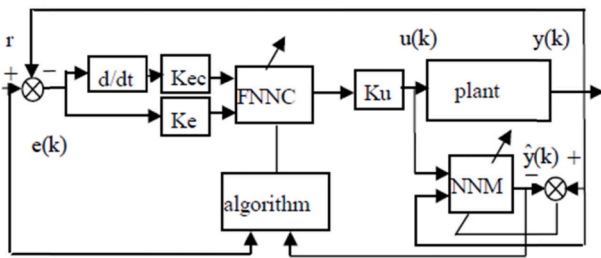 r
u(k)
y(k)
+
−
d/dt
Kec
FNNC
Ku
plant
Ke
e(k)
ŷ(k)
+
−
NNM
algorithm